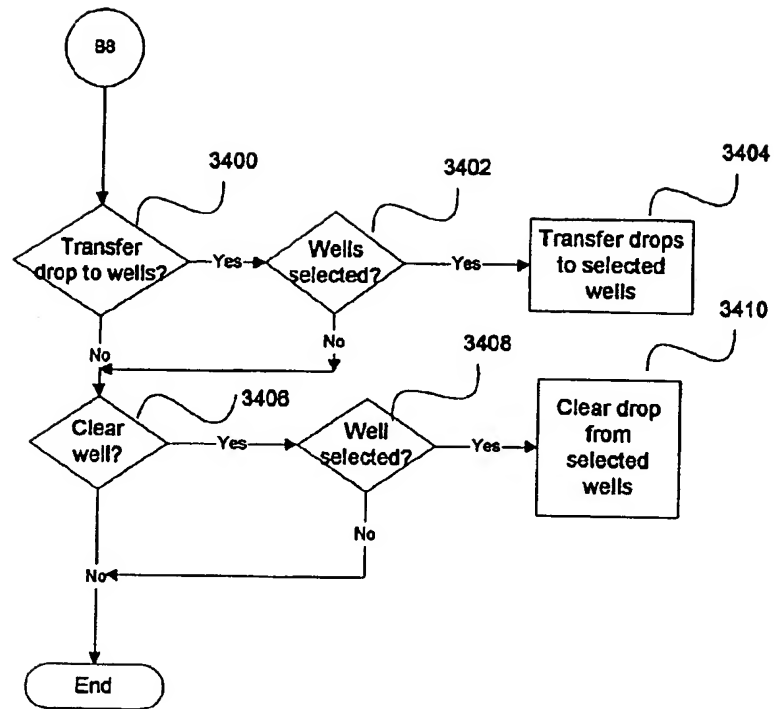 B8
3400
3402
3404
Transfer
drop to wells?
Yes
Wells
selected?
Yes
Transfer drops
to selected
wells
No
No
3406
3408
3410
Clear
well?
Yes
Well
selected?
Yes
Clear drop
from
selected
wells
No
No
End